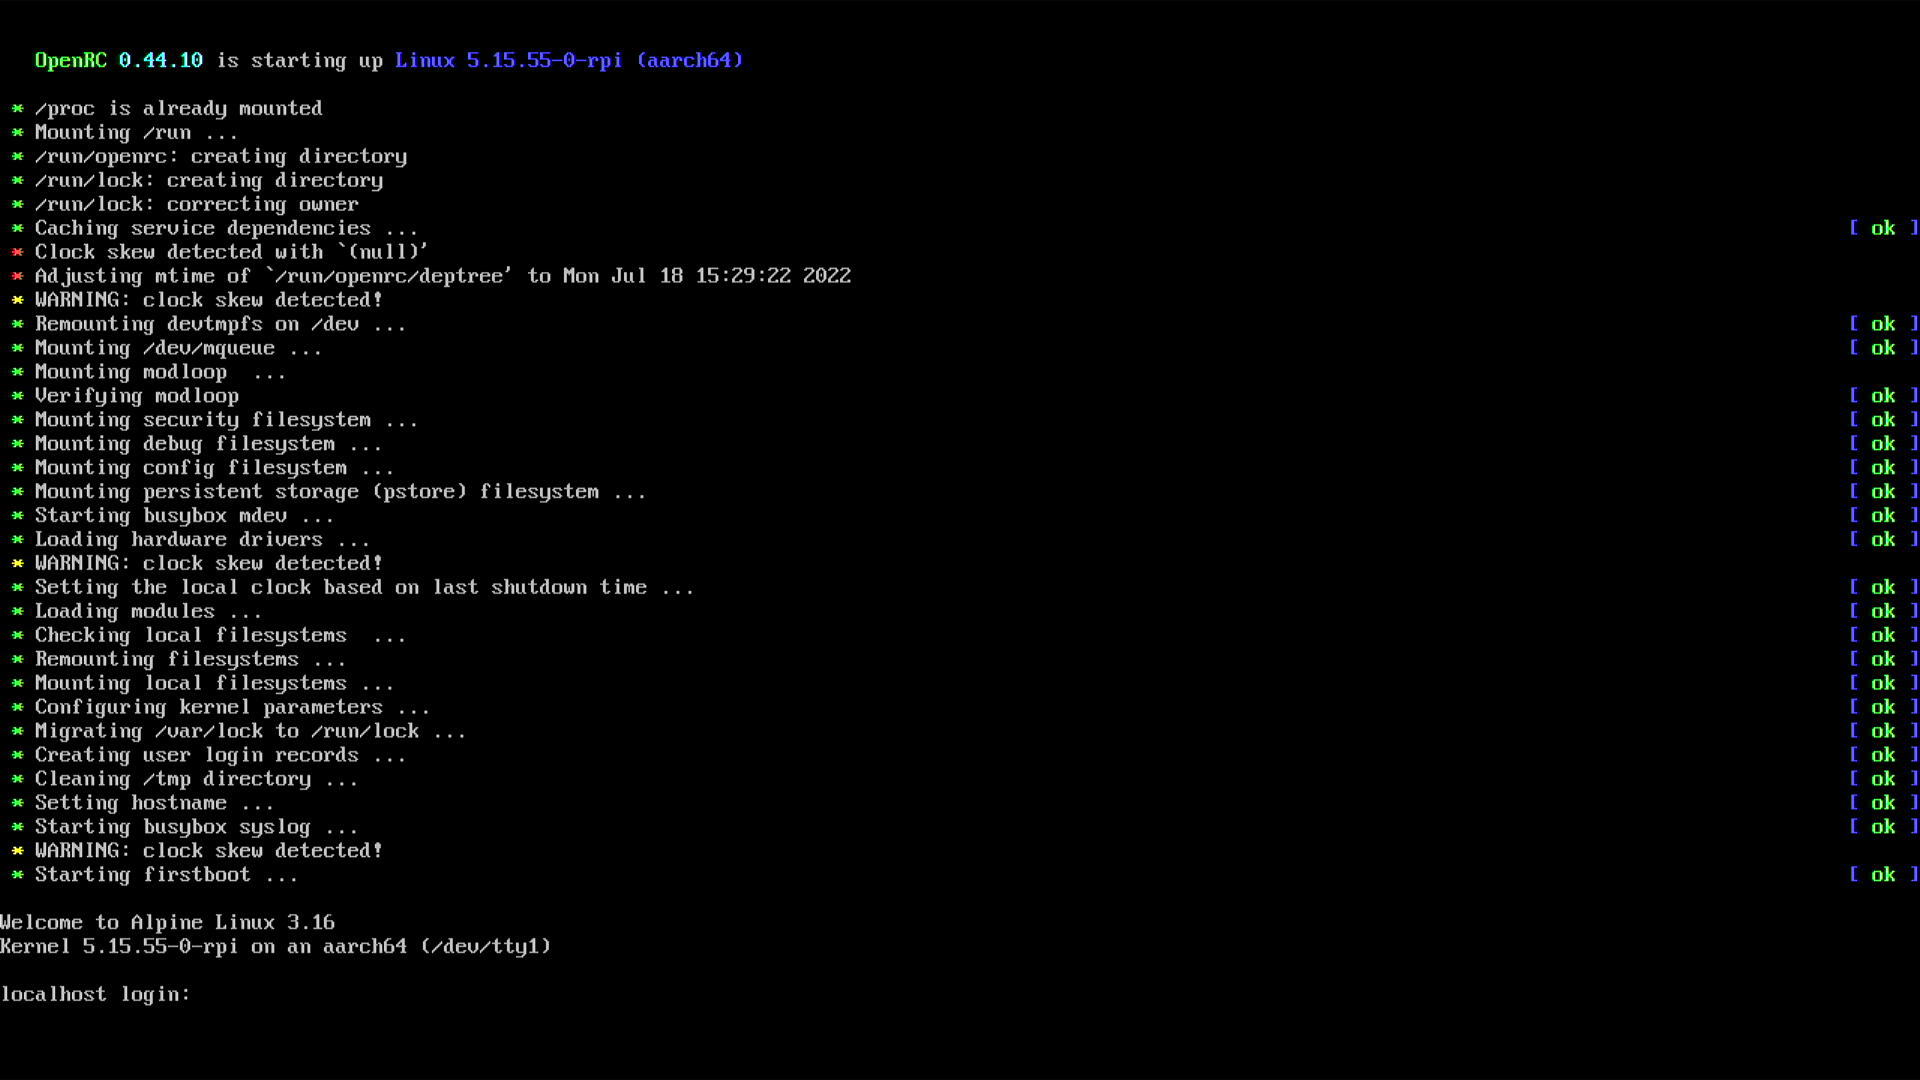 OpenRC 0.44.10 is starting up Linux 5.15.55-0-rpi (aarch64)
* /proc is already mounted
* Mounting /run ...
* /run/openrc: creating directory
* /run/lock: creating directory
* /run/lock: correcting owner
* Caching service dependencies ... [ ok ]
* Clock skew detected with `(null)'
* Adjusting mtime of `/run/openrc/deptree' to Mon Jul 18 15:29:22 2022
* WARNING: clock skew detected!
* Remounting devtmpfs on /dev ... [ ok ]
* Mounting /dev/mqueue ... [ ok ]
* Mounting modloop  ...
* Verifying modloop [ ok ]
* Mounting security filesystem ... [ ok ]
* Mounting debug filesystem ... [ ok ]
* Mounting config filesystem ... [ ok ]
* Mounting persistent storage (pstore) filesystem ... [ ok ]
* Starting busybox mdev ... [ ok ]
* Loading hardware drivers ... [ ok ]
* WARNING: clock skew detected!
* Setting the local clock based on last shutdown time ... [ ok ]
* Loading modules ... [ ok ]
* Checking local filesystems  ... [ ok ]
* Remounting filesystems ... [ ok ]
* Mounting local filesystems ... [ ok ]
* Configuring kernel parameters ... [ ok ]
* Migrating /var/lock to /run/lock ... [ ok ]
* Creating user login records ... [ ok ]
* Cleaning /tmp directory ... [ ok ]
* Setting hostname ... [ ok ]
* Starting busybox syslog ... [ ok ]
* WARNING: clock skew detected!
* Starting firstboot ... [ ok ]
Welcome to Alpine Linux 3.16
Kernel 5.15.55-0-rpi on an aarch64 (/dev/tty1)
localhost login: